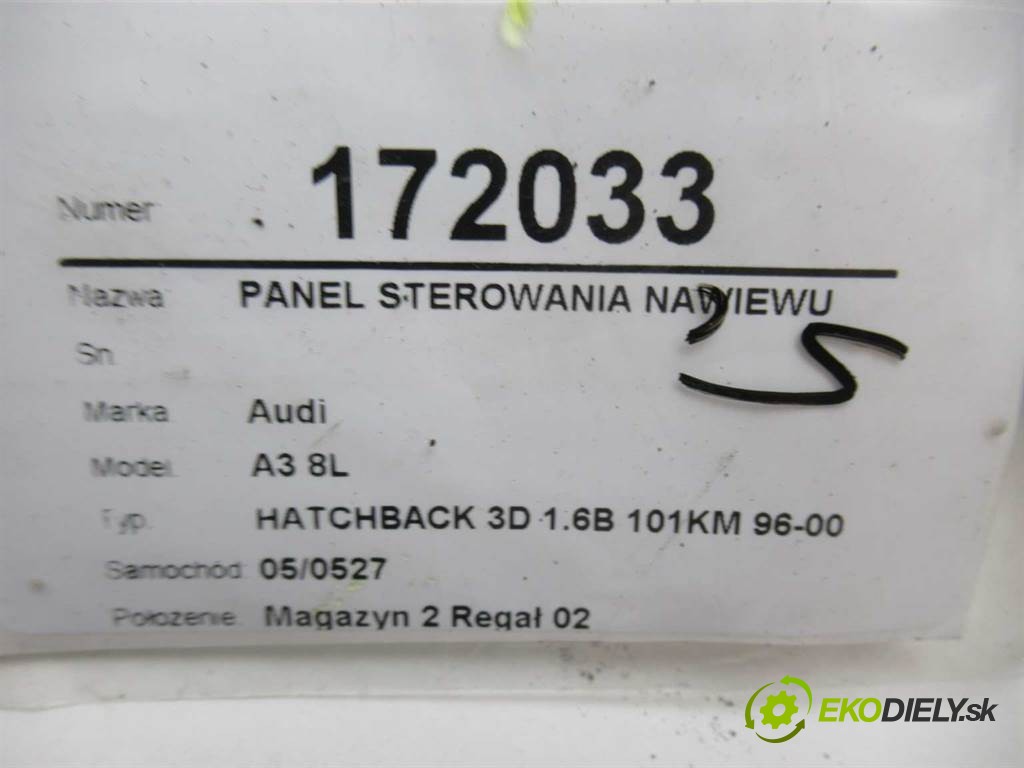 Numer: 172033
Nazwa: PANEL STEROWANIA NAWIEWU
Sn.
Marka: Audi
Model: A3 8L
Typ: HATCHBACK 3D 1.6B 101KM 96-00
Samochód: 05/0527
Położenie: Magazyn 2 Regał 02
EKODIELY.sk